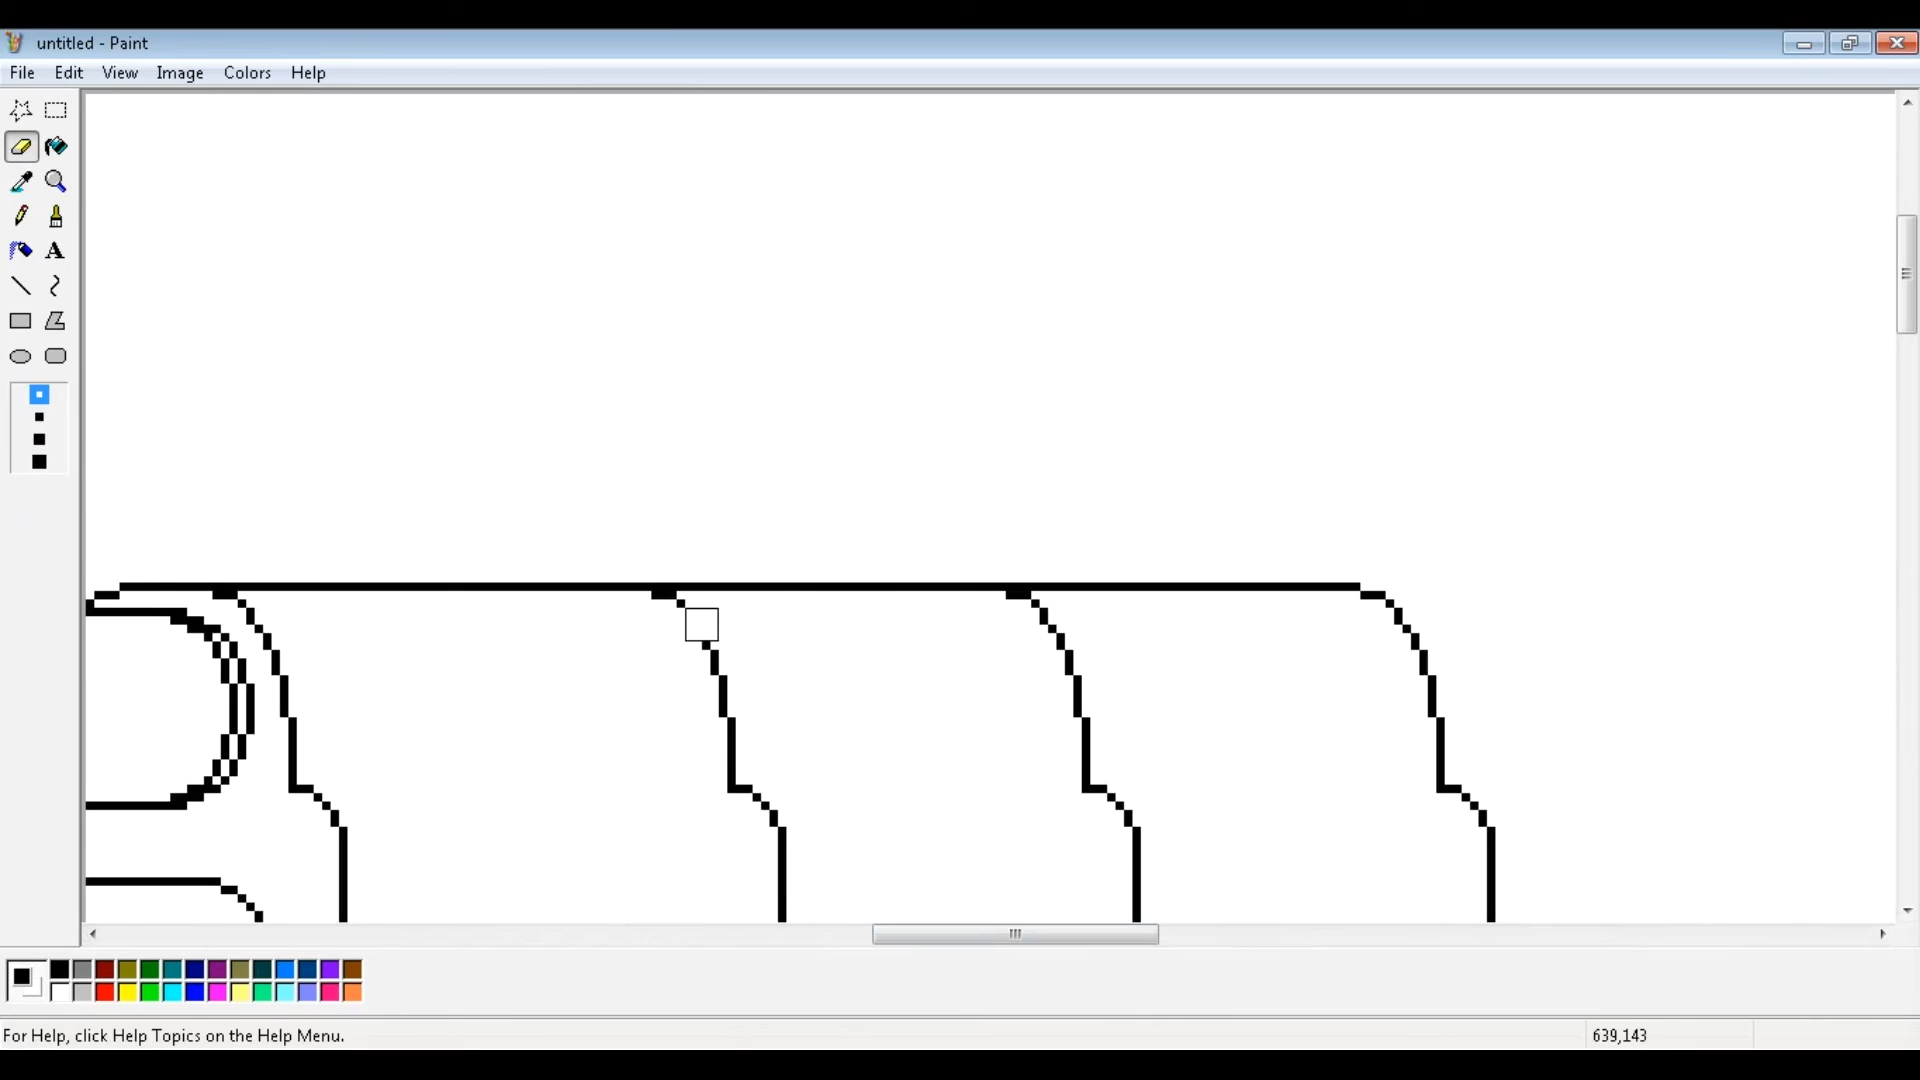 untitled - Paint
File Edit View Image Colors Help
A
For Help, click Help Topics on the Help Menu.
639,143